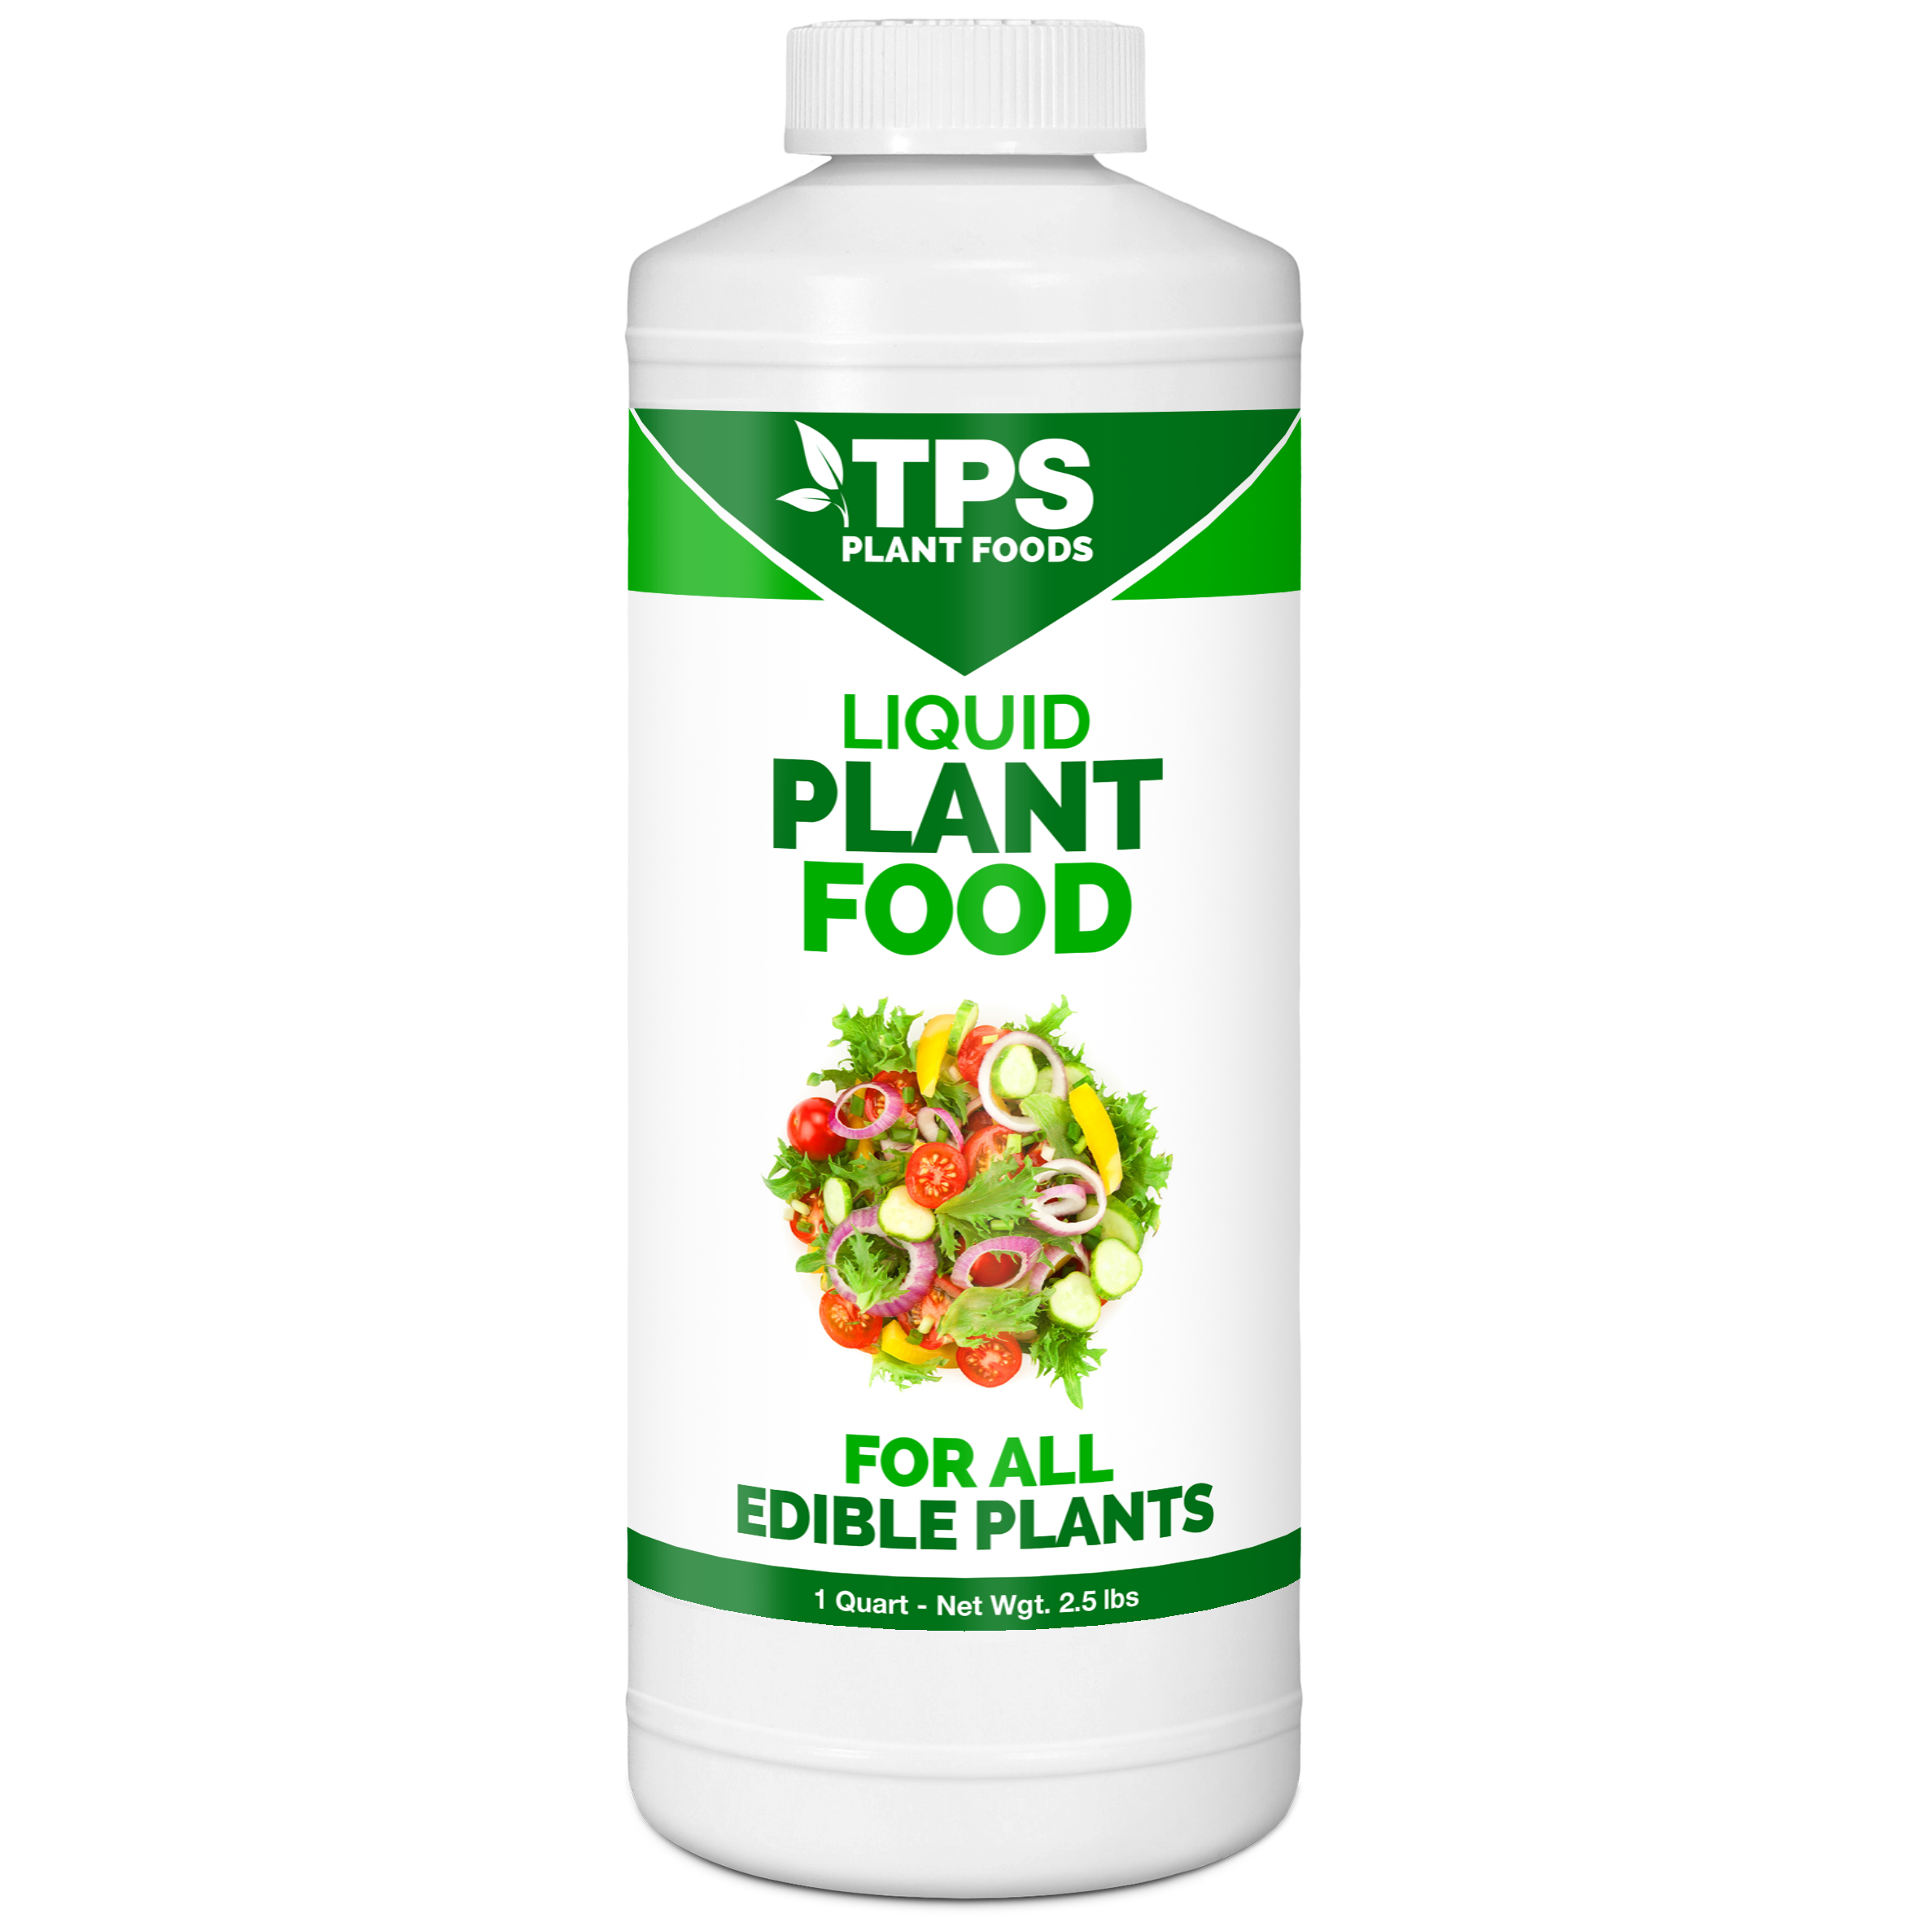 TPS
PLANT FOODS
LIQUID
PLANT
FOOD
FOR ALL
EDIBLE PLANTS
1 Quart - Net Wgt. 2.5 lbs